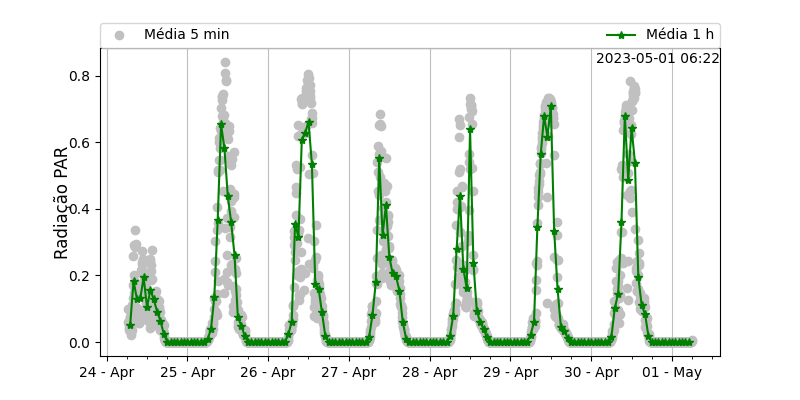 Média 5 min
Média 1 h
2023-05-01 06:22
Radiação PAR
0.8
0.6
0.4
0.2
0.0
24 - Apr
25 - Apr
26 - Apr
27 - Apr
28 - Apr
29 - Apr
30 - Apr
01 - May